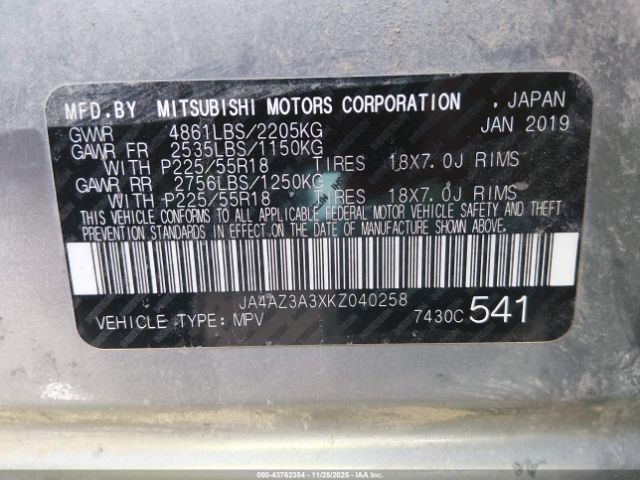 MFD.BY MITSUBISHI MOTORS CORPORATION , JAPAN
GVWR 4861LBS/2205KG JAN 2019
GAWR FR 2535LBS/1150KG
WITH P225/55R18 TIRES 18X7.0J RIMS
GAWR RR 2756LBS/1250KG
WITH P225/55R18 TIRES 18X7.0J RIMS
THIS VEHICLE CONFORMS TO ALL APPLICABLE FEDERAL MOTOR VEHICLE SAFETY AND THEFT
PREVENTION STANDARDS IN EFFECT ON THE DATE OF MANUFACTURE SHOWN ABOVE.
JA4AZ3A3XKZ040258
VEHICLE TYPE: MPV 7430C 541
000-43762354 - 11/25/2025 - IAAI.COM